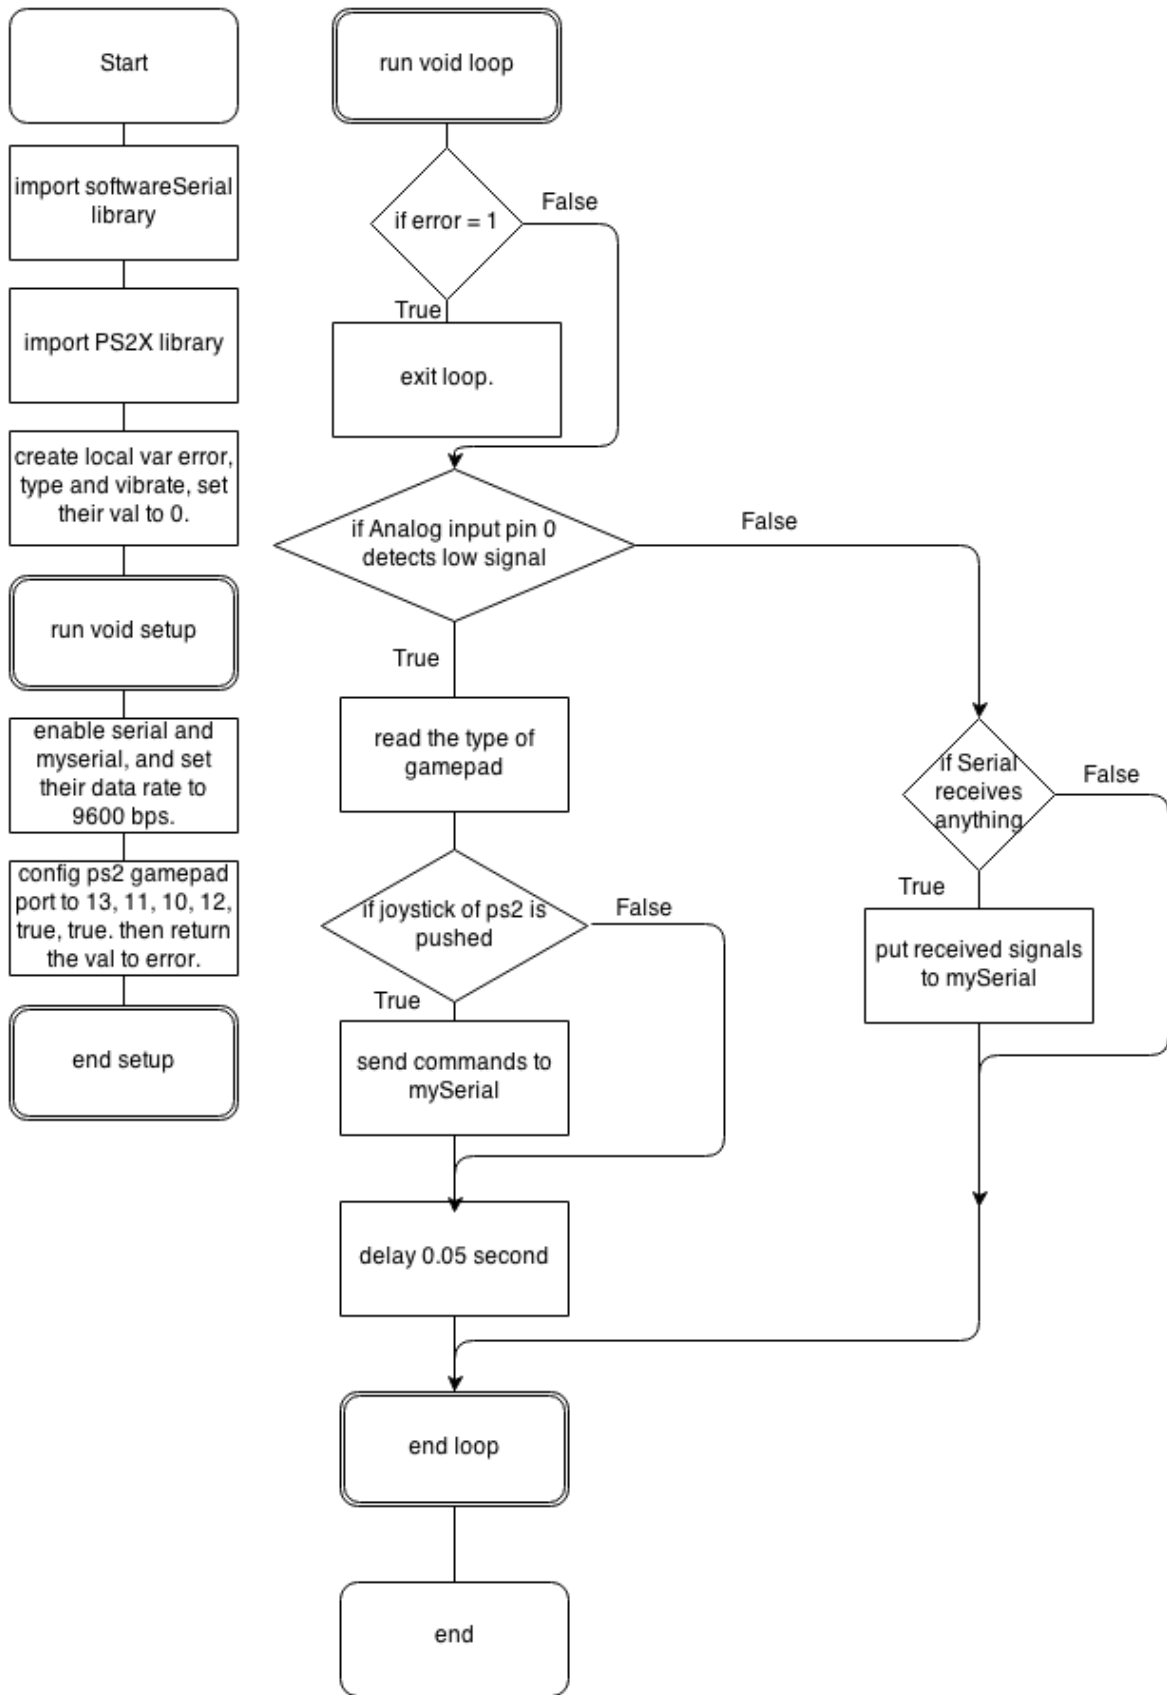 Start
import softwareSerial
library
import PS2X library
create local var error,
type and vibrate, set
their val to 0.
run void setup
enable serial and
myserial, and set
their data rate to
9600 bps.
config ps2 gamepad
port to 13, 11, 10, 12,
true, true. then return
the val to error.
end setup
run void loop
if error = 1
False
True
exit loop.
if Analog input pin 0
detects low signal
False
True
read the type of
gamepad
if joystick of ps2 is
pushed
False
True
send commands to
mySerial
delay 0.05 second
if Serial
receives
anything
False
True
put received signals
to mySerial
end loop
end